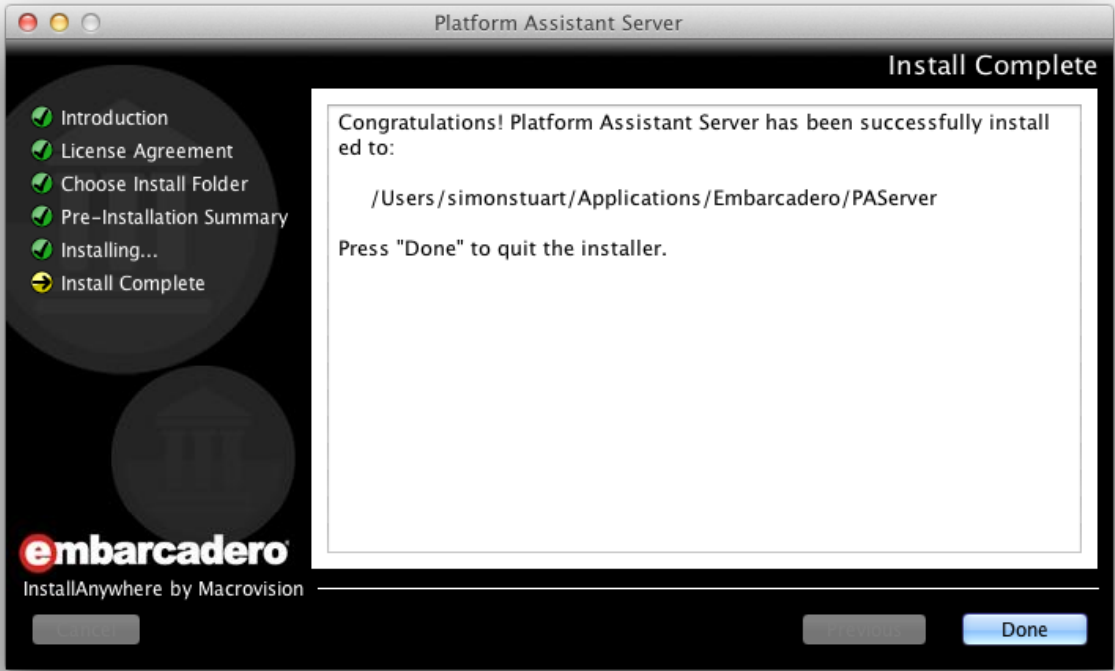 Platform Assistant Server
Install Complete
Introduction
License Agreement
Choose Install Folder
Pre-Installation Summary
Installing...
Install Complete
Congratulations! Platform Assistant Server has been successfully install
ed to:
/Users/simonstuart/Applications/Embarcadero/PAServer
Press "Done" to quit the installer.
embarcadero
InstallAnywhere by Macrovision
Cancel
Previous
Done